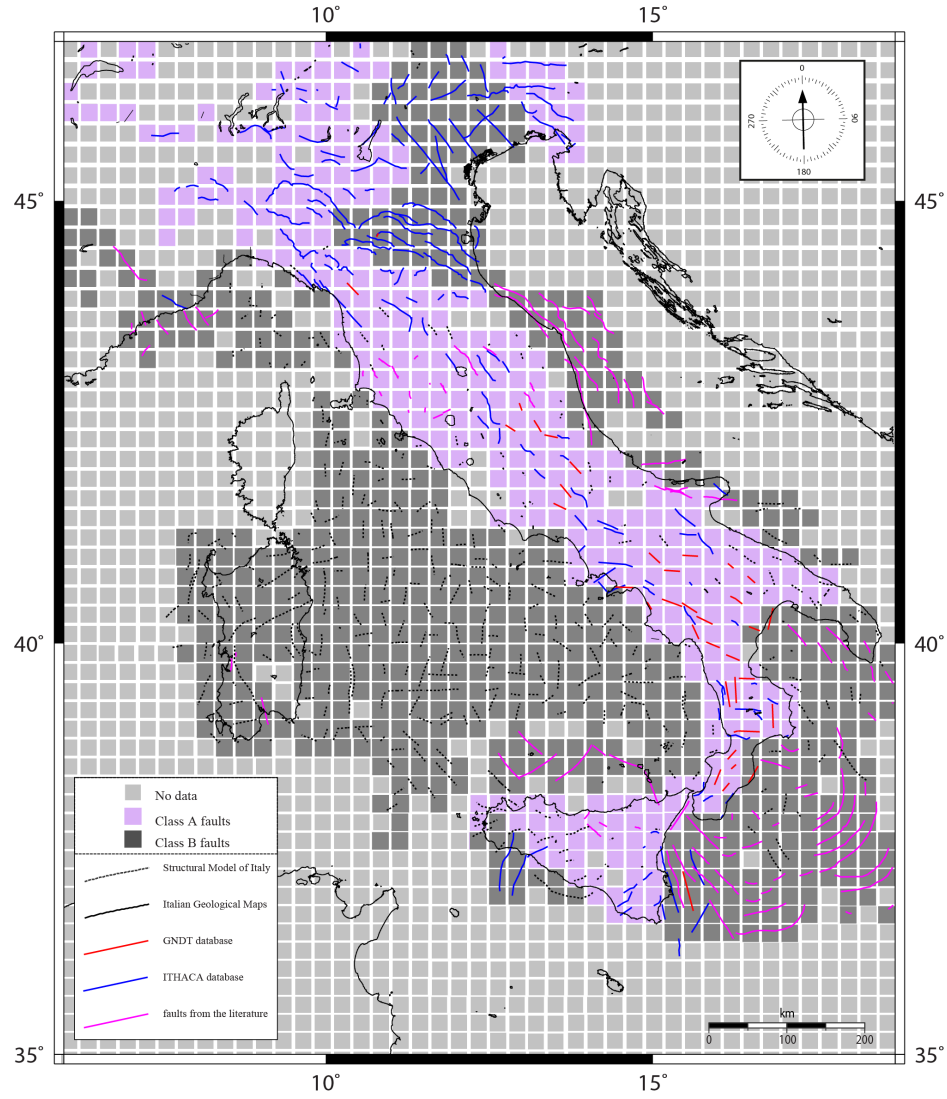 10° 15°
0
270 90
180
45° 45°
40° 40°
No data
Class A faults
Class B faults
Structural Model of Italy
Italian Geological Maps
GNDT database
ITHACA database
faults from the literature
km
0 100 200
35° 35°
10° 15°